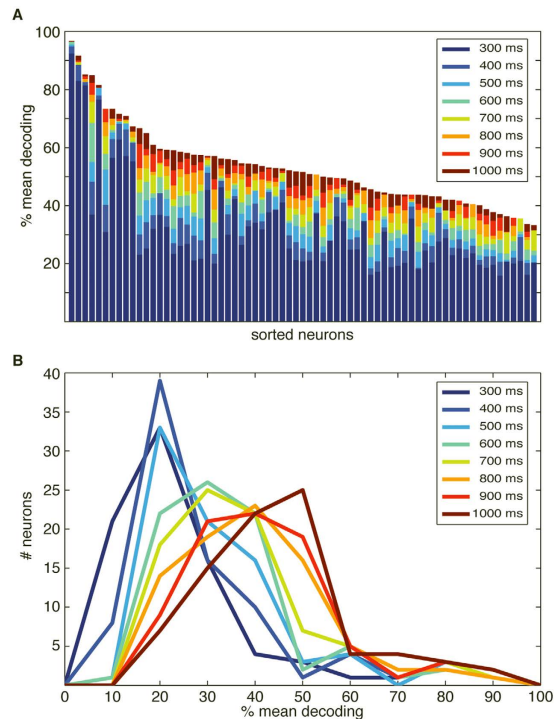 A
100
80
60
40
20
% mean decoding
300 ms
400 ms
500 ms
600 ms
700 ms
800 ms
900 ms
1000 ms
sorted neurons
B
40
35
30
25
20
15
10
5
# neurons
300 ms
400 ms
500 ms
600 ms
700 ms
800 ms
900 ms
1000 ms
0 10 20 30 40 50 60 70 80 90 100
% mean decoding